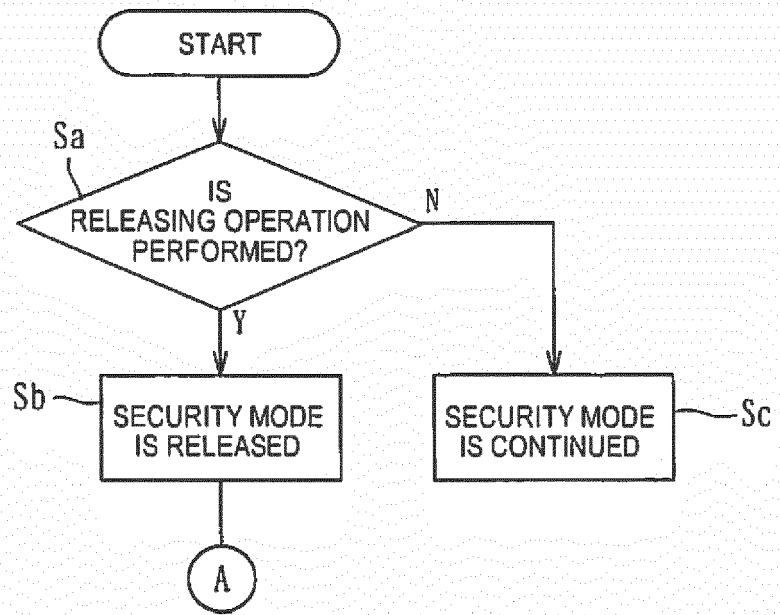 START
Sa
IS
RELEASING OPERATION
PERFORMED?
N
Y
Sb
SECURITY MODE
IS RELEASED
SECURITY MODE
IS CONTINUED
Sc
A